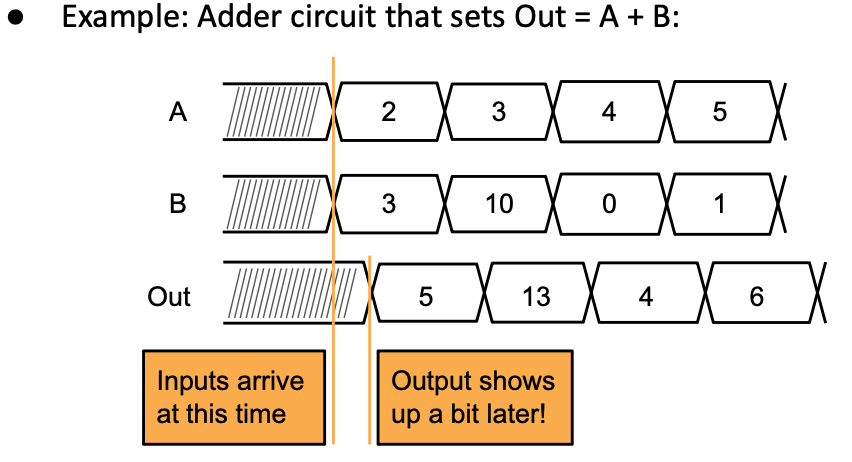 ● Example: Adder circuit that sets Out = A + B:
A 2 3 4 5
B 3 10 0 1
Out 5 13 4 6
Inputs arrive
at this time
Output shows
up a bit later!